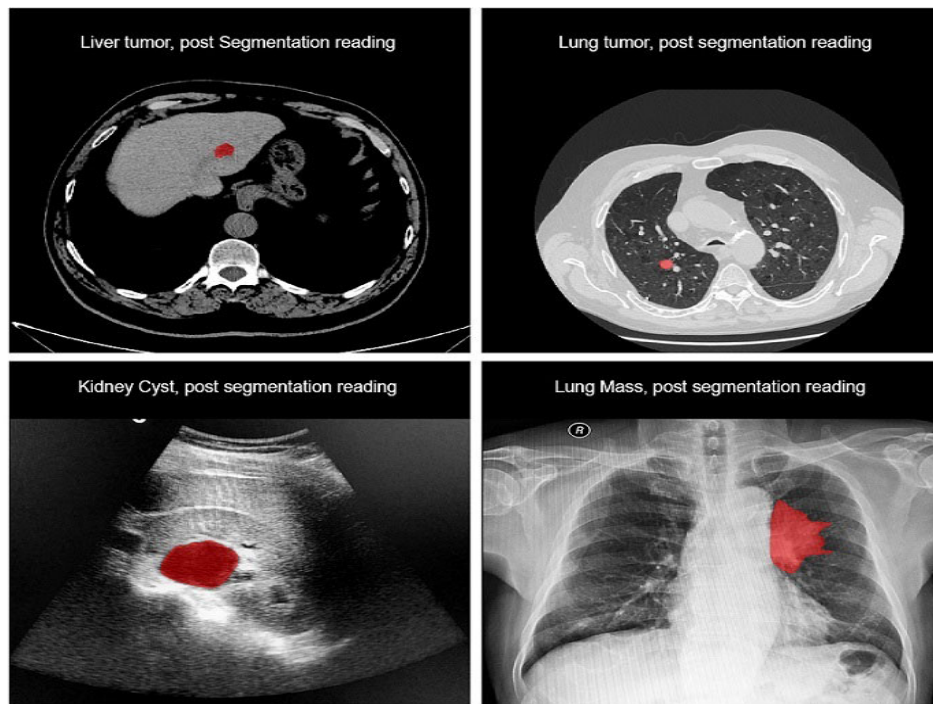 Liver tumor, post Segmentation reading
Lung tumor, post segmentation reading
Kidney Cyst, post segmentation reading
Lung Mass, post segmentation reading
R